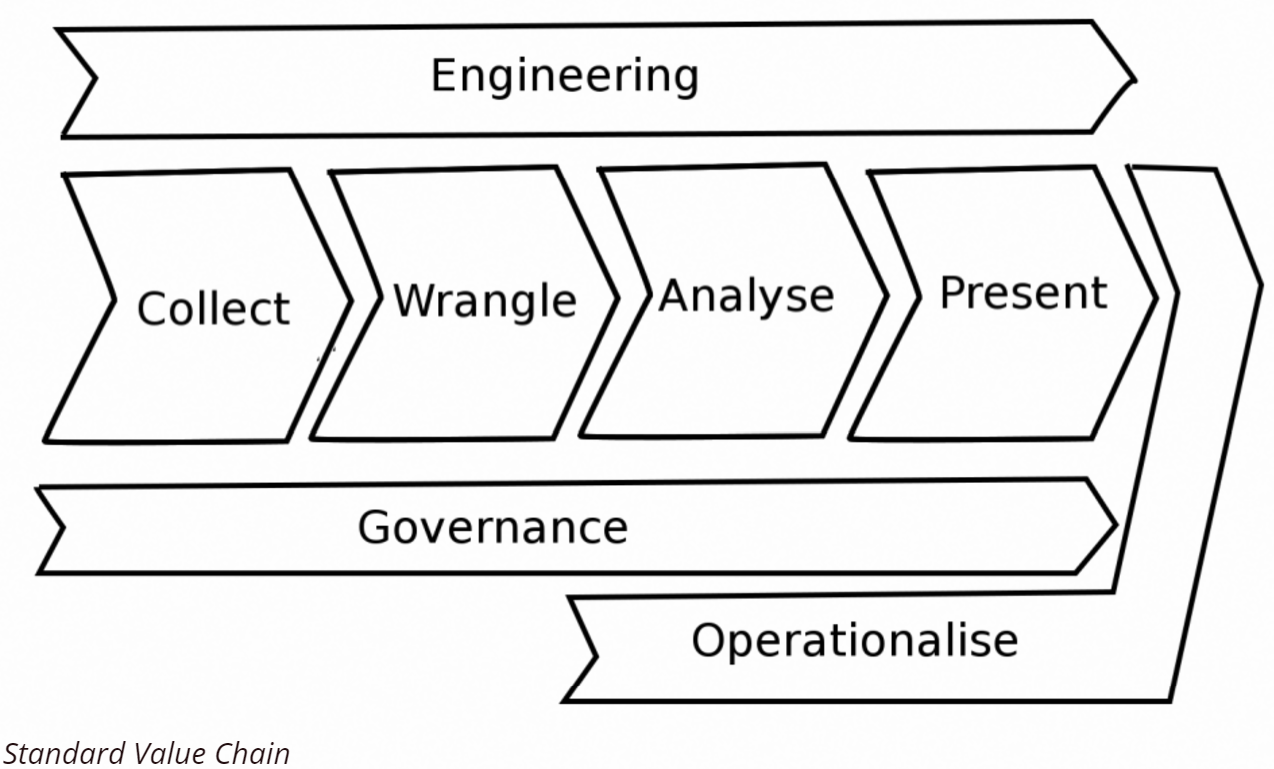 Engineering
Collect
Wrangle
Analyse
Present
Governance
Operationalise
Standard Value Chain